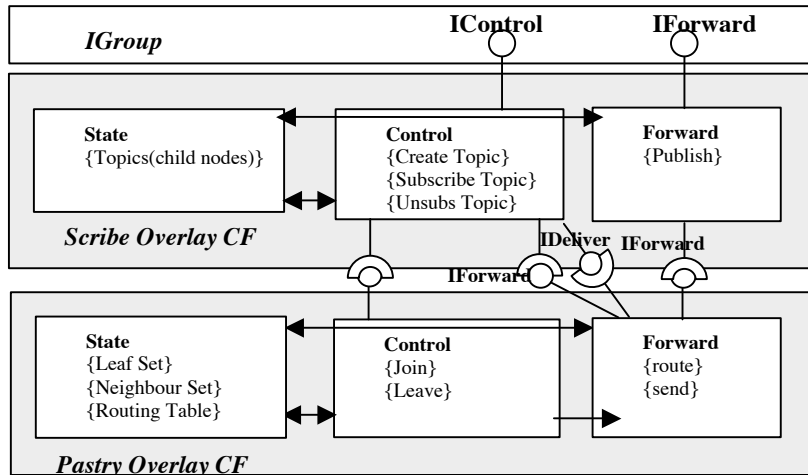 IControl
IForward
IGroup
State
{Topics(child nodes)}
Control
{Create Topic}
{Subscribe Topic}
{Unsubs Topic}
Forward
{Publish}
Scribe Overlay CF
IDeliver
IForward
IForward
State
{Leaf Set}
{Neighbour Set}
{Routing Table}
Control
{Join}
{Leave}
Forward
{route}
{send}
Pastry Overlay CF